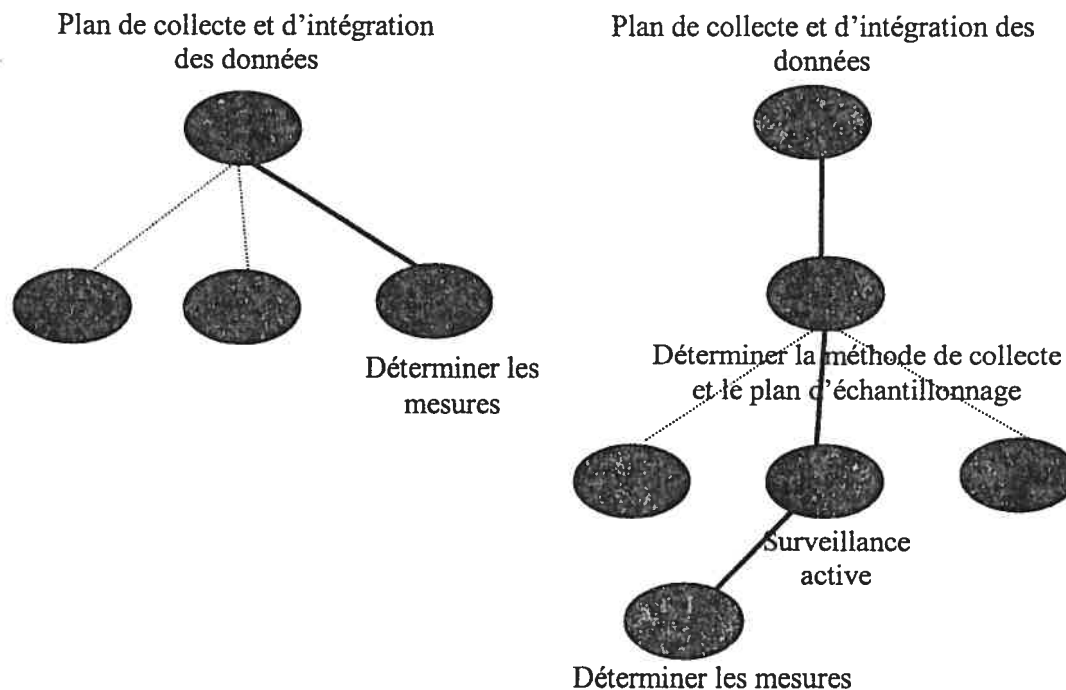 Plan de collecte et d'intégration
des données
Déterminer les
mesures
Plan de collecte et d'intégration des
données
Déterminer la méthode de collecte
et le plan d'échantillonnage
Surveillance
active
Déterminer les mesures